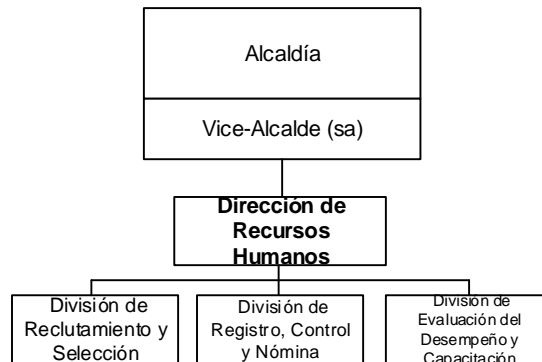 Alcaldía
Vice-Alcalde (sa)
Dirección de
Recursos
Humanos
División de
Reclutamiento y
Selección
División de
Registro, Control
y Nómina
División de
Evaluación del
Desempeño y
Capacitación